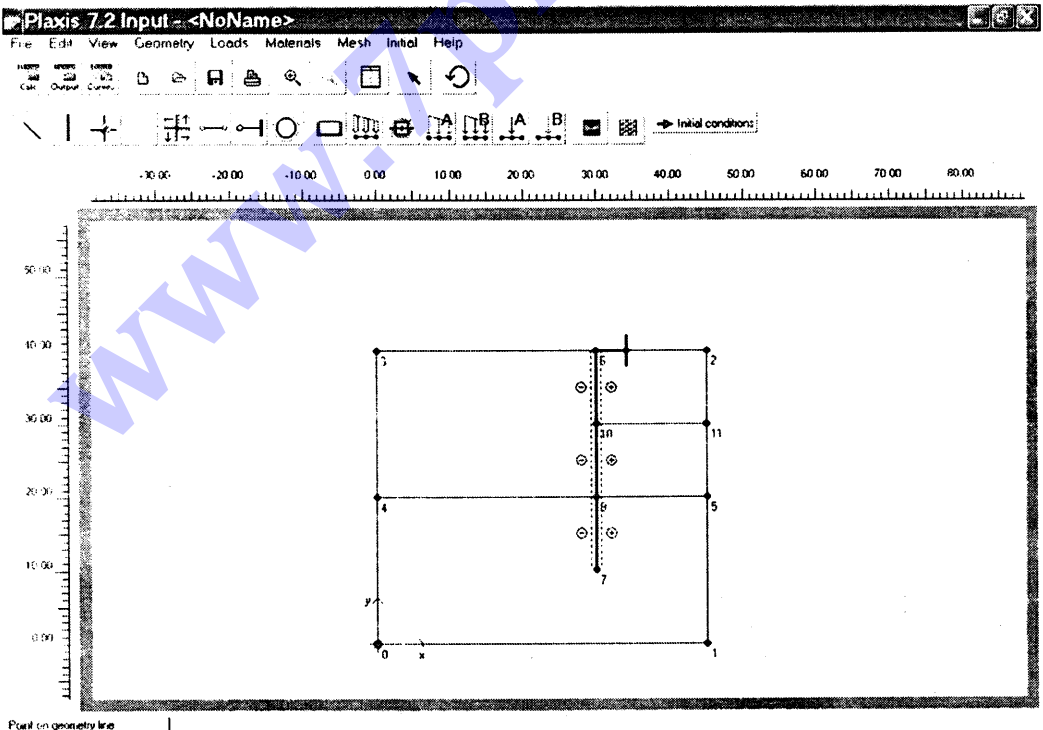 Plaxis 7.2 Input - <NoName>
File Edit View Geometry Loads Materials Mesh Initial Help
Calc Output Curves
A B A B Initial conditions
-30.00 -20.00 -10.00 0.00 10.00 20.00 30.00 40.00 50.00 60.00 70.00 80.00
50.00
40.00
30.00
20.00
10.00
0.00
3 6 2
10 11
4 5
7
y
0 x 1
Point on geometry line
www.7p